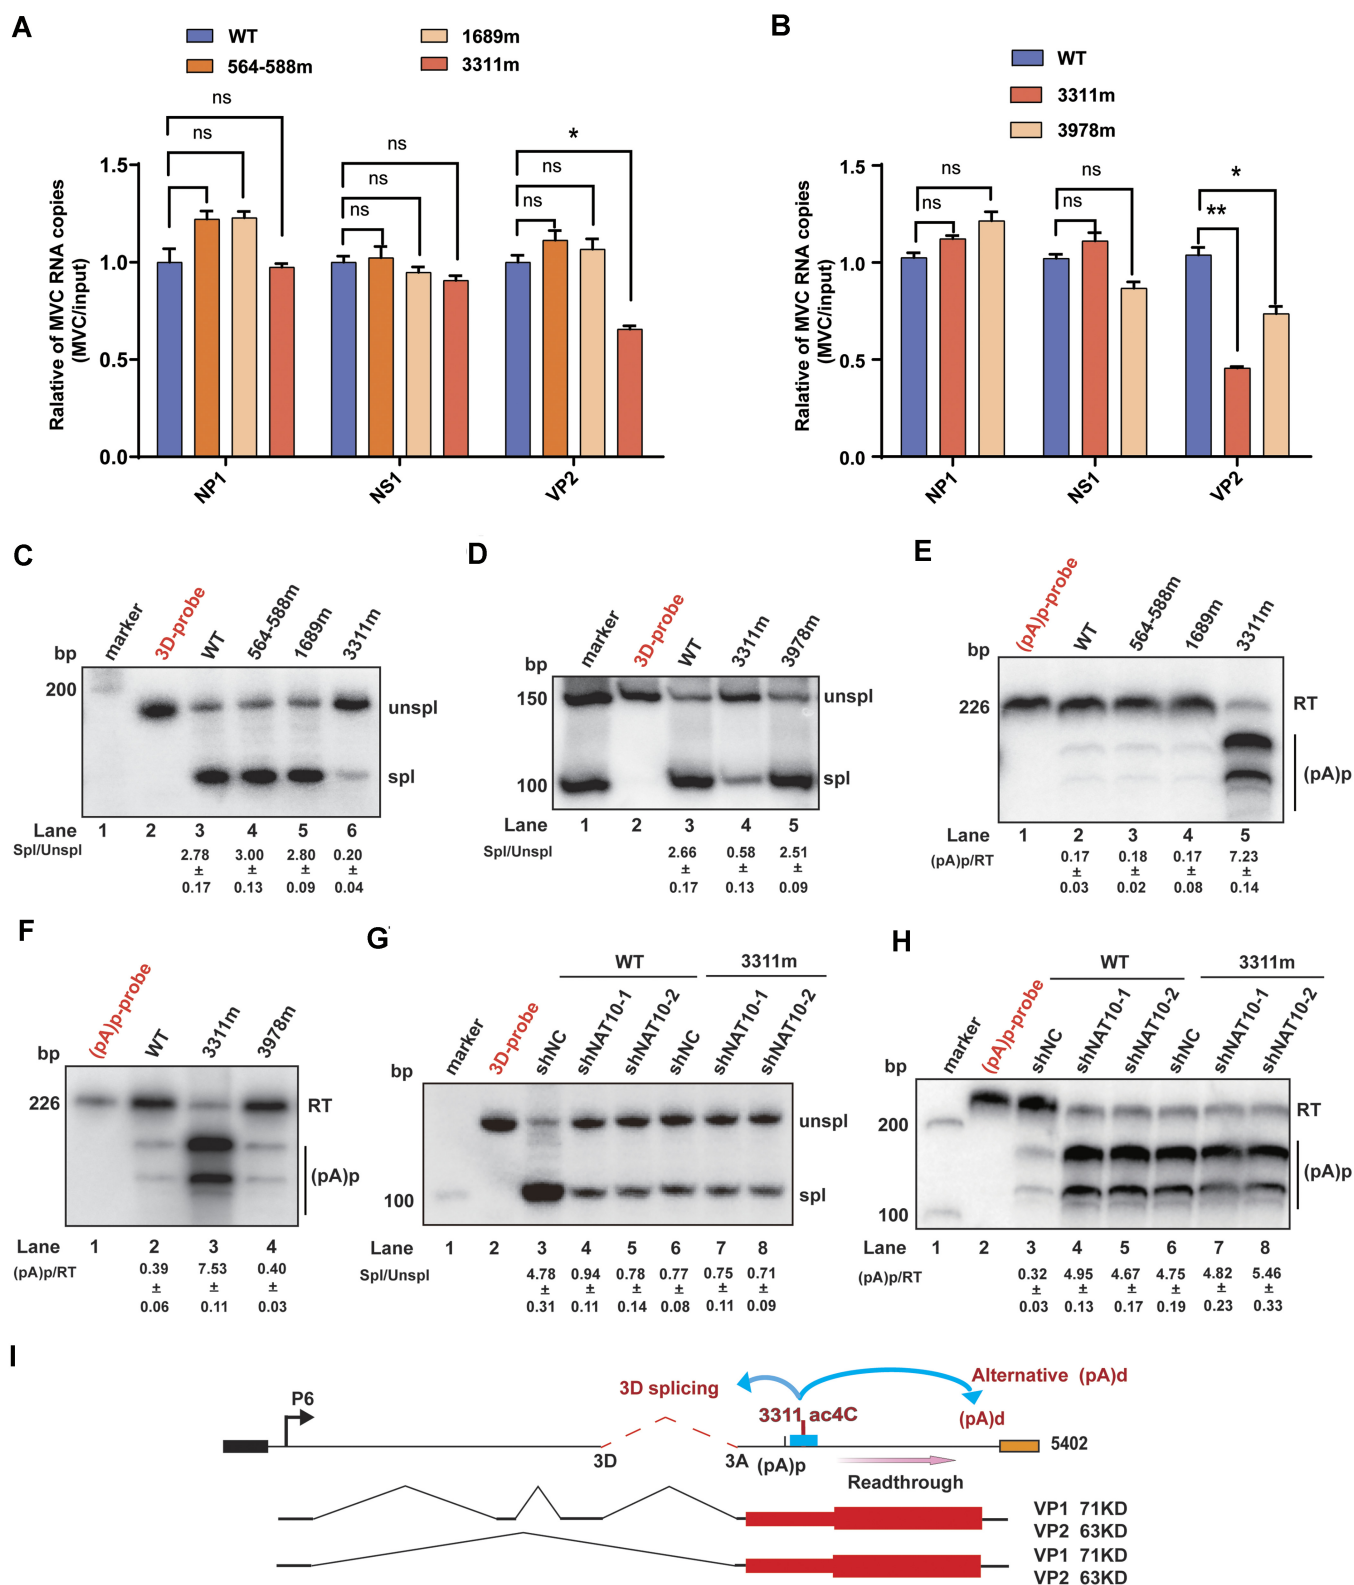 A
WT
564-588m
1689m
3311m
ns
ns
ns
ns
ns
*
ns
ns
1.5
1.0
0.5
0.0
Ralative of MVC RNA copies
(MVC/input)
NP1
NS1
VP2
B
WT
3311m
3978m
ns
ns
ns
ns
*
**
1.5
1.0
0.5
0.0
Ralative of MVC RNA copies
(MVC/input)
NP1
NS1
VP2
C
marker
3D-probe
WT
564-588m
1689m
3311m
bp
200
unspl
spl
Lane 1 2 3 4 5 6
Spl/Unspl 2.78 3.00 2.80 0.20
± ± ± ±
0.17 0.13 0.09 0.04
D
marker
3D-probe
WT
3311m
3978m
bp
150
100
unspl
spl
Lane 1 2 3 4 5
Spl/Unspl 2.66 0.58 2.51
± ± ±
0.17 0.13 0.09
E
(pA)p-probe
WT
564-588m
1689m
3311m
bp
226
RT
(pA)p
Lane 1 2 3 4 5
(pA)p/RT 0.17 0.18 0.17 7.23
± ± ± ±
0.03 0.02 0.08 0.14
F
(pA)p-probe
WT
3311m
3978m
bp
226
RT
(pA)p
Lane 1 2 3 4
(pA)p/RT 0.39 7.53 0.40
± ± ±
0.06 0.11 0.03
G
WT
3311m
marker
3D-probe
shNC
shNAT10-1
shNAT10-2
shNC
shNAT10-1
shNAT10-2
bp
100
unspl
spl
Lane 1 2 3 4 5 6 7 8
Spl/Unspl 4.78 0.94 0.78 0.77 0.75 0.71
± ± ± ± ± ±
0.31 0.11 0.14 0.08 0.11 0.09
H
WT
3311m
marker
(pA)p-probe
shNC
shNAT10-1
shNAT10-2
shNC
shNAT10-1
shNAT10-2
bp
200
100
RT
(pA)p
Lane 1 2 3 4 5 6 7 8
(pA)p/RT 0.32 4.95 4.67 4.75 4.82 5.46
± ± ± ± ± ±
0.03 0.13 0.17 0.19 0.23 0.33
I
P6
3D splicing
Alternative (pA)d
3311 ac4C
(pA)d
5402
3D
3A
(pA)p
Readthrough
VP1 71KD
VP2 63KD
VP1 71KD
VP2 63KD